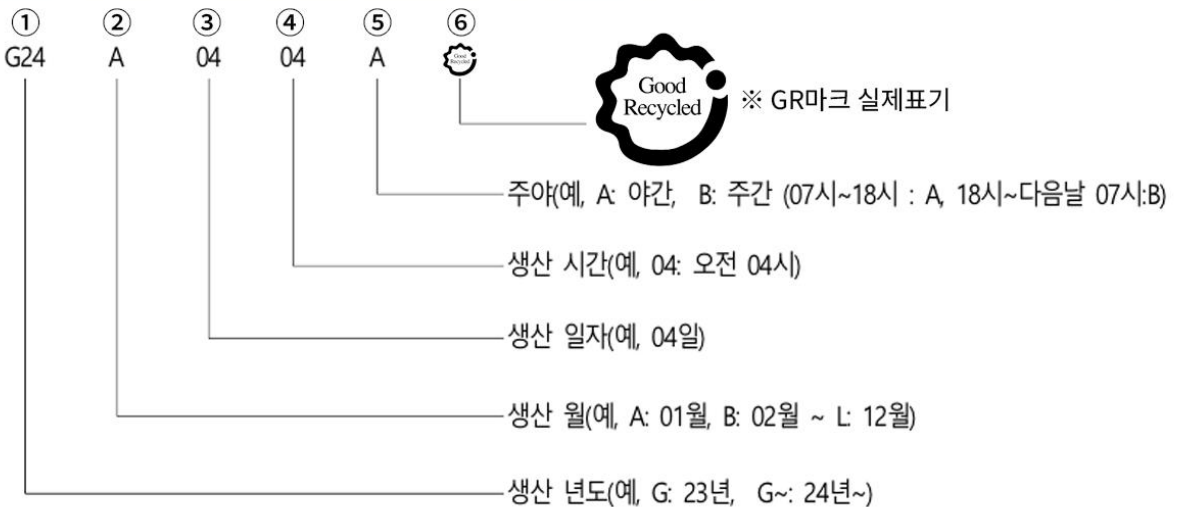 ① ② ③ ④ ⑤ ⑥
G24 A 04 04 A Good Recycled
Good
Recycled
※ GR마크 실제표기
주야(예, A: 야간, B: 주간 (07시~18시 : A, 18시~다음날 07시:B)
생산 시간(예, 04: 오전 04시)
생산 일자(예, 04일)
생산 월(예, A: 01월, B: 02월 ~ L: 12월)
생산 년도(예, G: 23년, G~: 24년~)